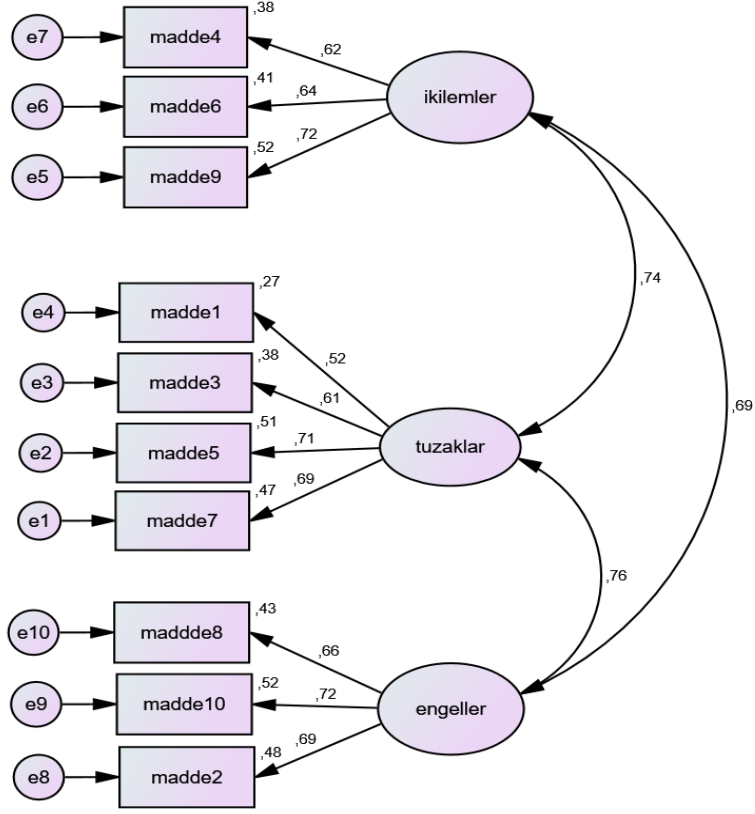 ,38
e7
madde4
,62
,41
e6
madde6
,64
ikilemler
,52
e5
madde9
,72
,74
,69
,27
e4
madde1
,52
,38
e3
madde3
,61
,51
e2
madde5
,71
tuzaklar
,47
e1
madde7
,69
,76
,43
e10
maddde8
,66
,52
e9
madde10
,72
engeller
,48
e8
madde2
,69